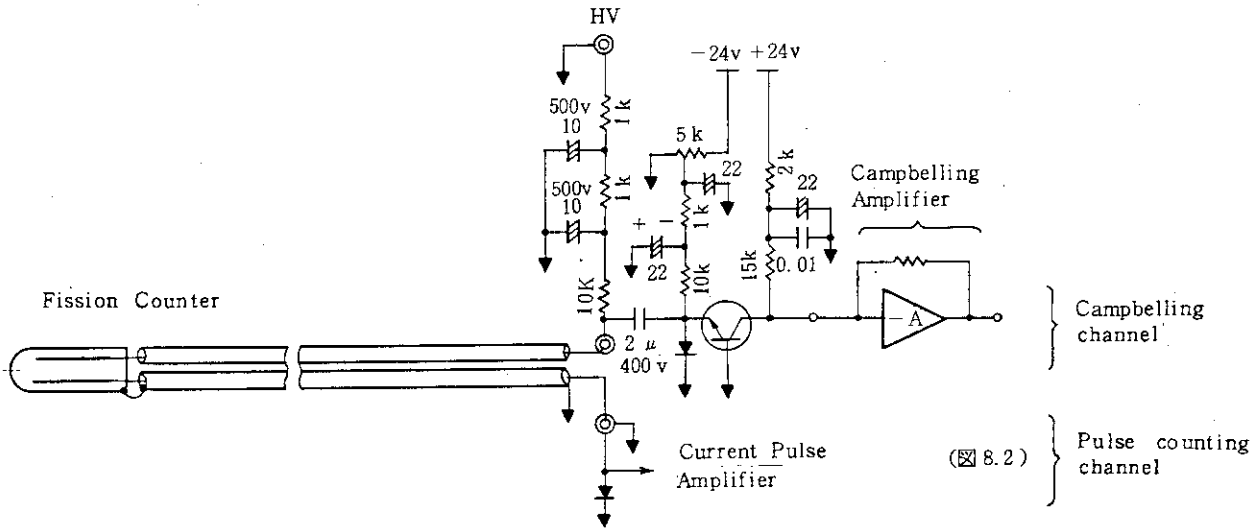 HV
-24v +24v
500v
10
1k
5k
22
2k
500v
10
1k
22
Campbelling
Amplifier
+ -
1k
22
10k
15k
0.01
Fission Counter
10K
2 μ
400v
-A
Campbelling
channel
Current Pulse
Amplifier
(図 8.2)
Pulse counting
channel